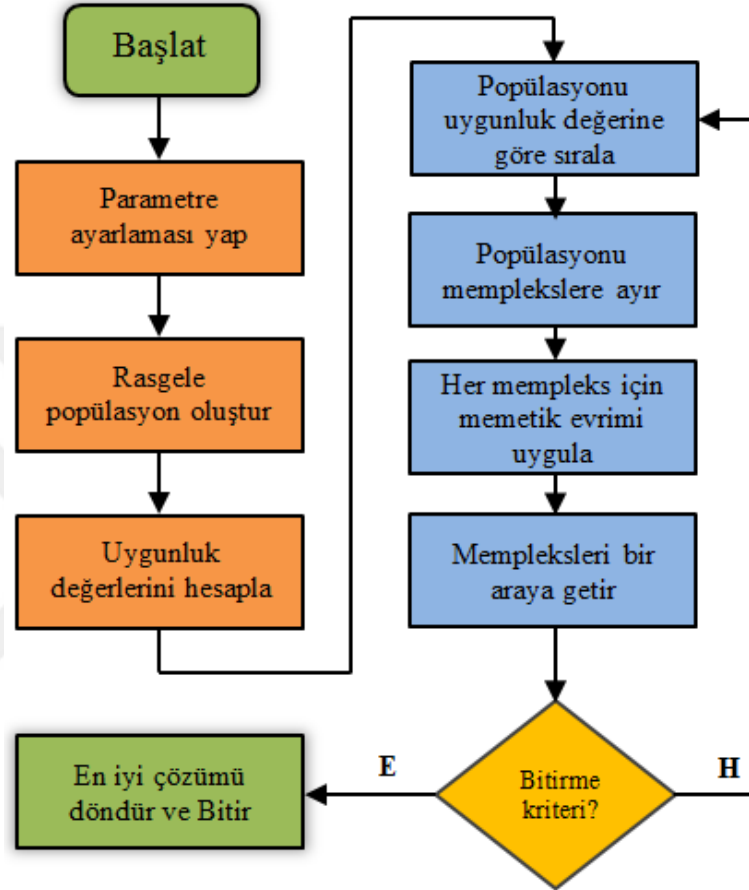 Başlat
Parametre
ayarlaması yap
Rasgele
popülasyon oluştur
Uygunluk
değerlerini hesapla
Popülasyonu
uygunluk değerine
göre sırala
Popülasyonu
memplekslere ayır
Her mempleks için
memetik evrimi
uygula
Mempleksleri bir
araya getir
Bitirme
kriteri?
E
H
En iyi çözümü
döndür ve Bitir